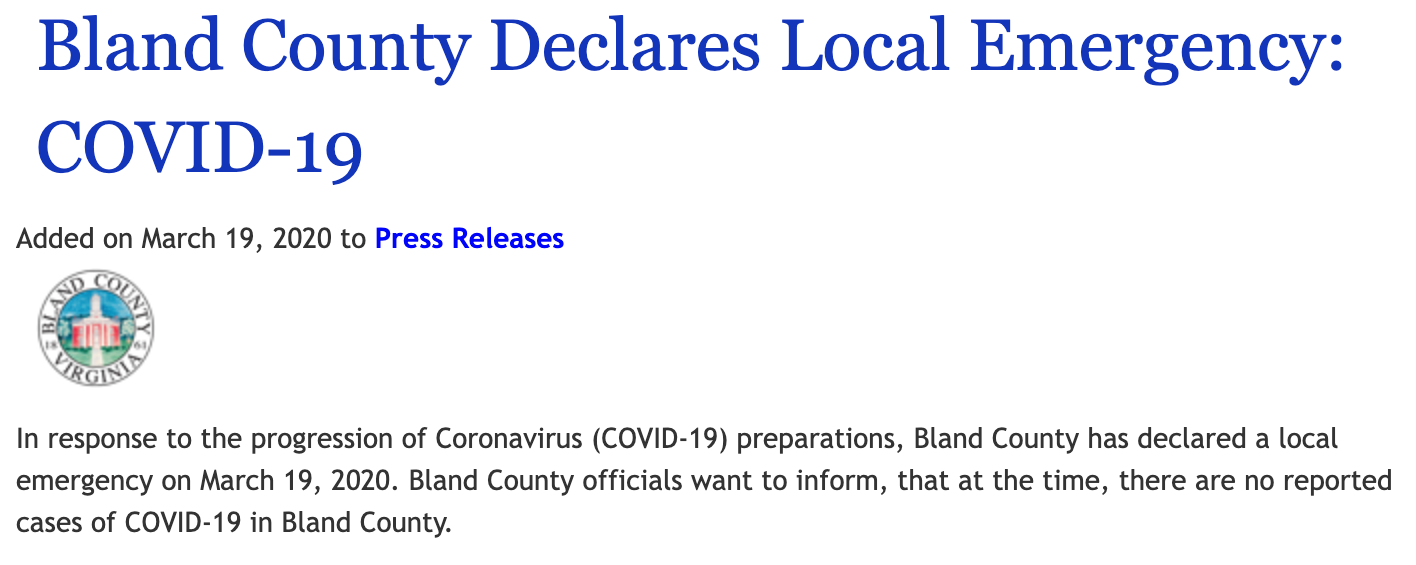 Bland County Declares Local Emergency:
COVID-19
Added on March 19, 2020 to Press Releases
BLAND COUNTY
18 61
VIRGINIA
In response to the progression of Coronavirus (COVID-19) preparations, Bland County has declared a local
emergency on March 19, 2020. Bland County officials want to inform, that at the time, there are no reported
cases of COVID-19 in Bland County.